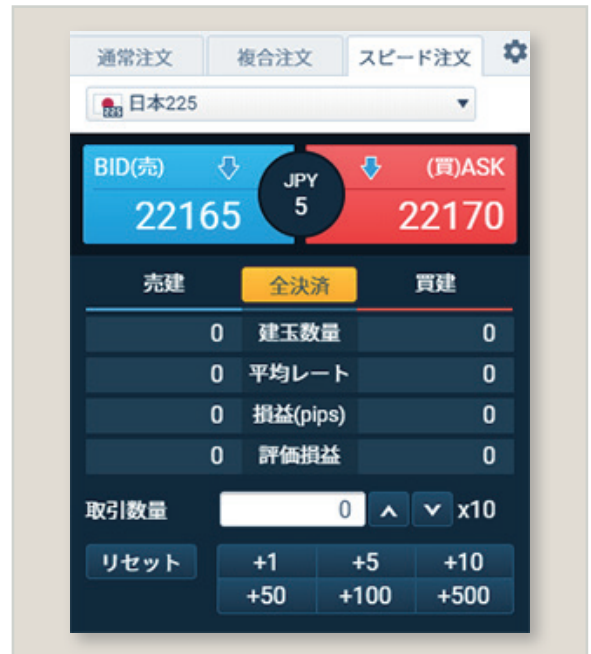 通常注文 複合注文 スピード注文
225 日本225
BID(売) JPY (買)ASK
22165 5 22170
売建 全決済 買建
0 建玉数量 0
0 平均レート 0
0 損益(pips) 0
0 評価損益 0
取引数量 0 x10
リセット +1 +5 +10
+50 +100 +500